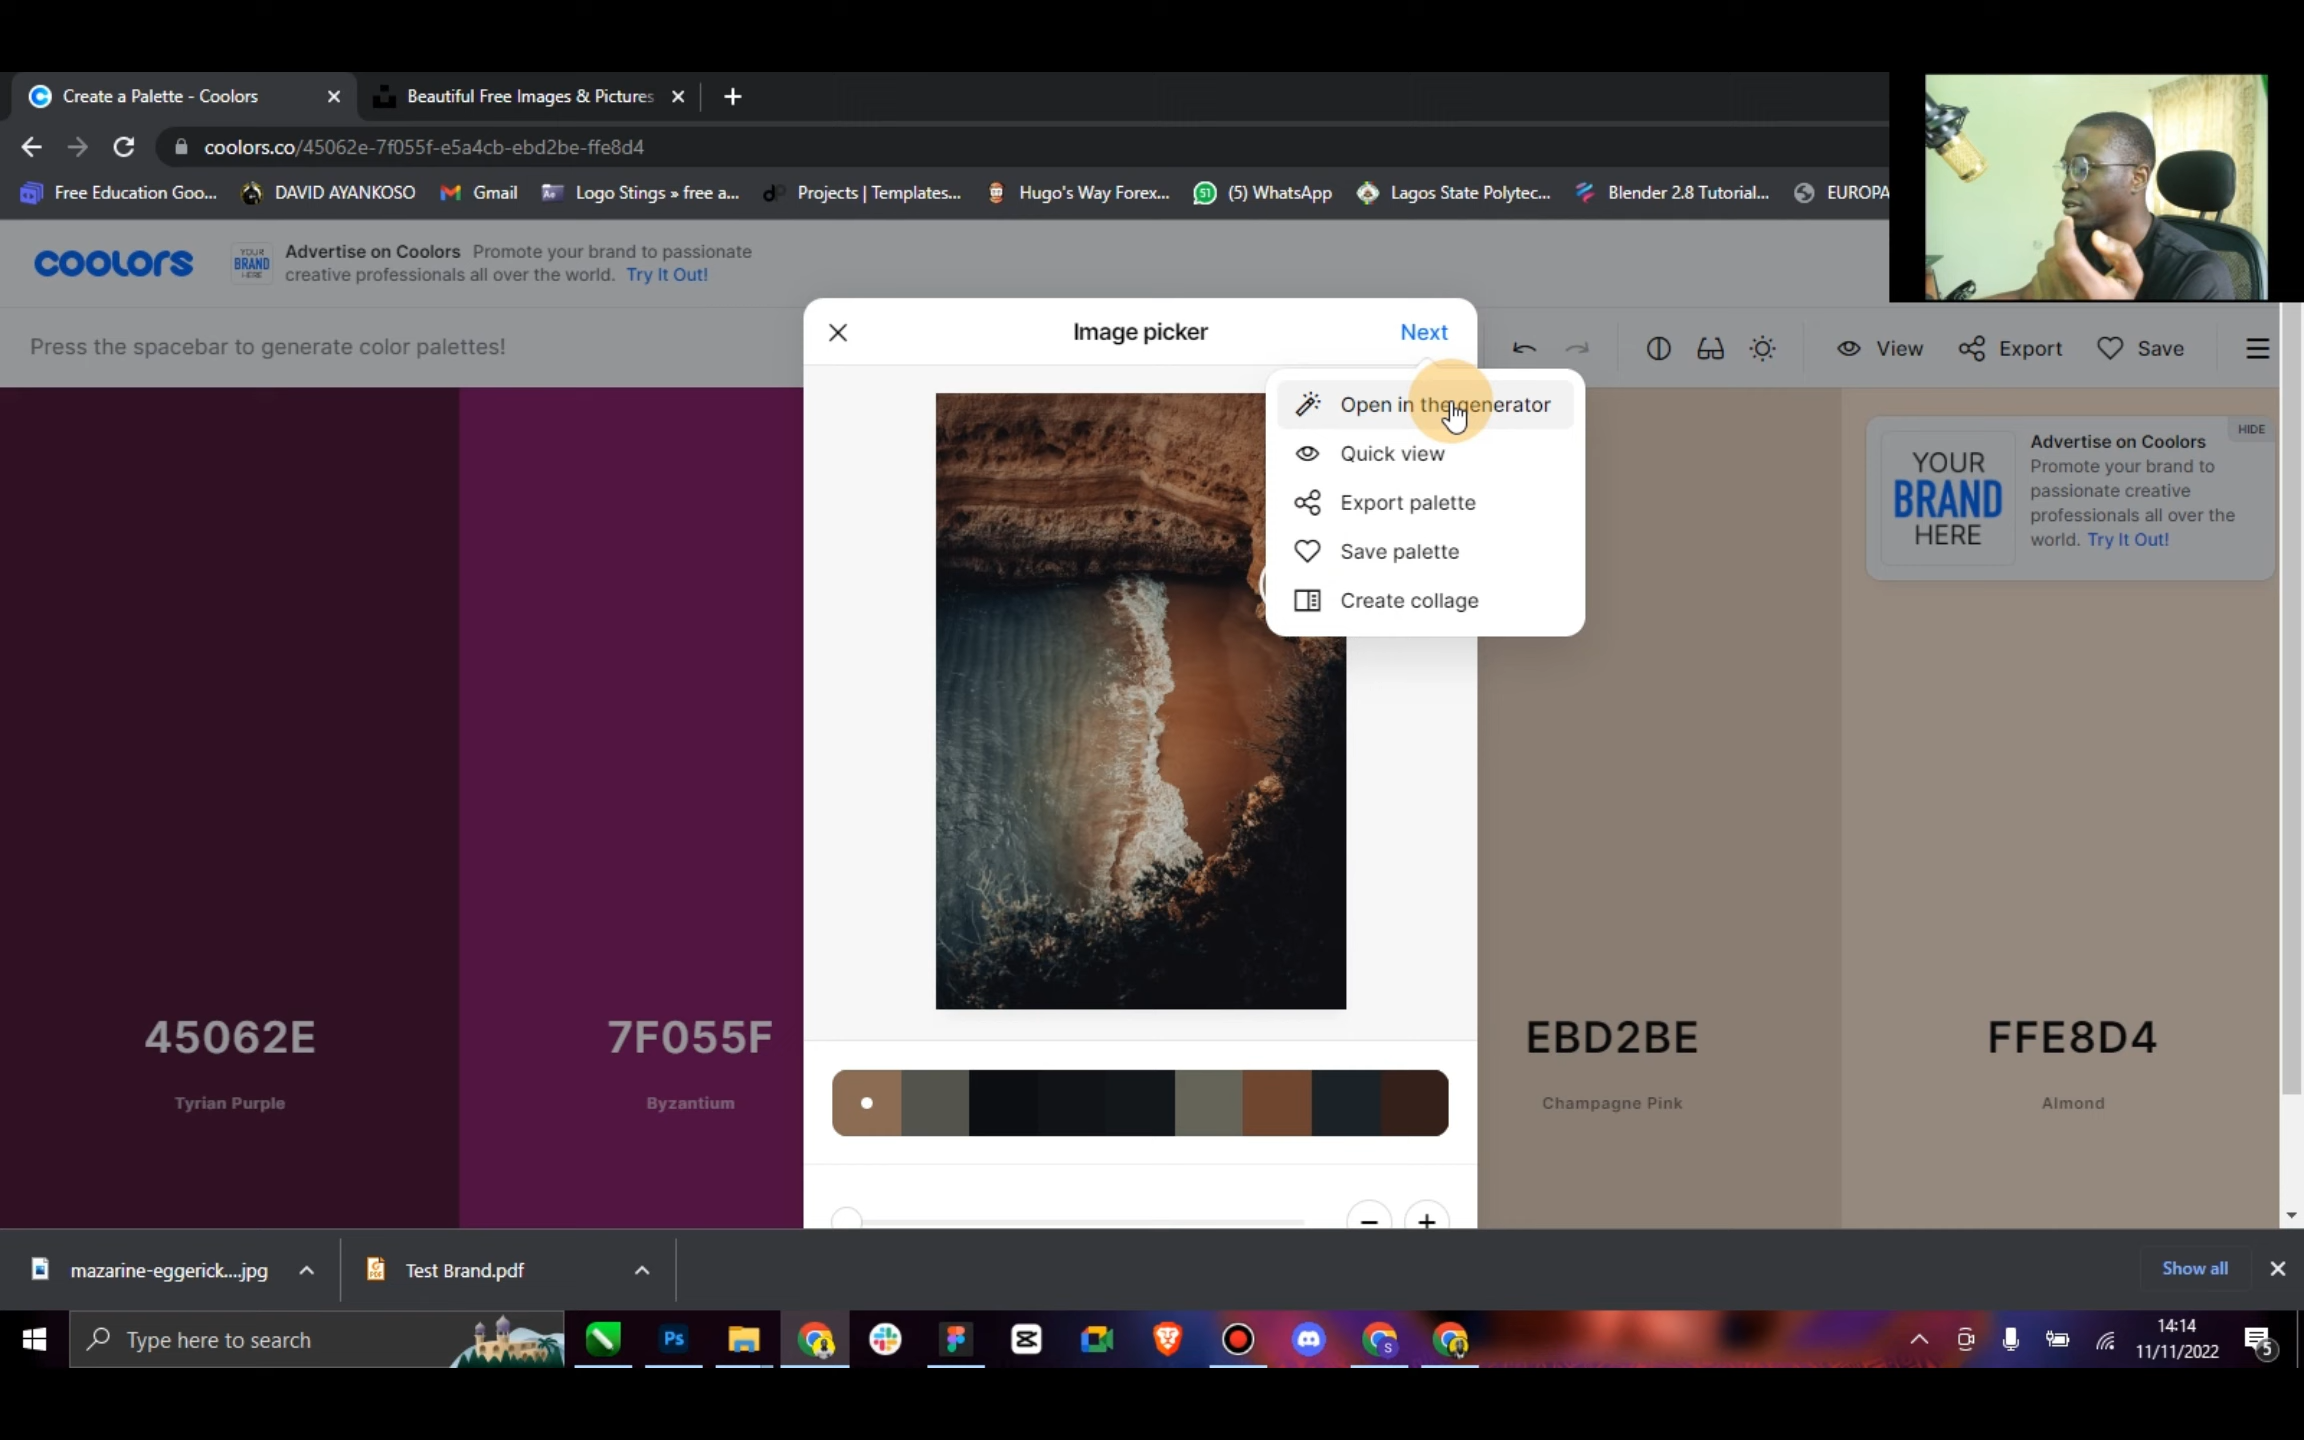 Create a Palette - Coolors
Beautiful Free Images & Pictures
coolors.co/45062e-7f055f-e5a4cb-ebd2be-ffe8d4
Free Education Goo...
DAVID AYANKOSO
Gmail
Logo Stings » free a...
Projects | Templates...
Hugo's Way Forex...
(5) WhatsApp
Lagos State Polytec...
Blender 2.8 Tutorial...
EUROPA
coolors
YOUR
BRAND
HERE
Advertise on Coolors Promote your brand to passionate
creative professionals all over the world. Try It Out!
Press the spacebar to generate color palettes!
Image picker
Next
View
Export
Save
Open in the generator
Quick view
Export palette
Save palette
Create collage
HIDE
YOUR
BRAND
HERE
Advertise on Coolors
Promote your brand to
passionate creative
professionals all over the
world. Try It Out!
45062E
Tyrian Purple
7F055F
Byzantium
EBD2BE
Champagne Pink
FFE8D4
Almond
mazarine-eggerick....jpg
Test Brand.pdf
Show all
Type here to search
Ps
14:14
11/11/2022
5